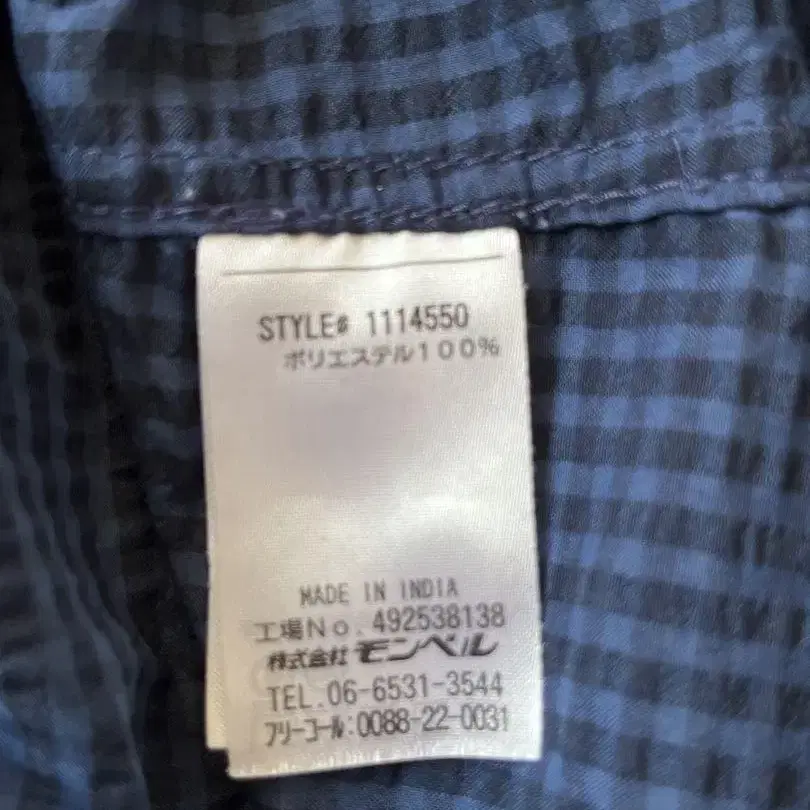 STYLE# 1114550
ポリエステル100%
MADE IN INDIA
工場No. 492538138
株式会社 モンベル
TEL.06-6531-3544
フリーコール:0088-22-0031